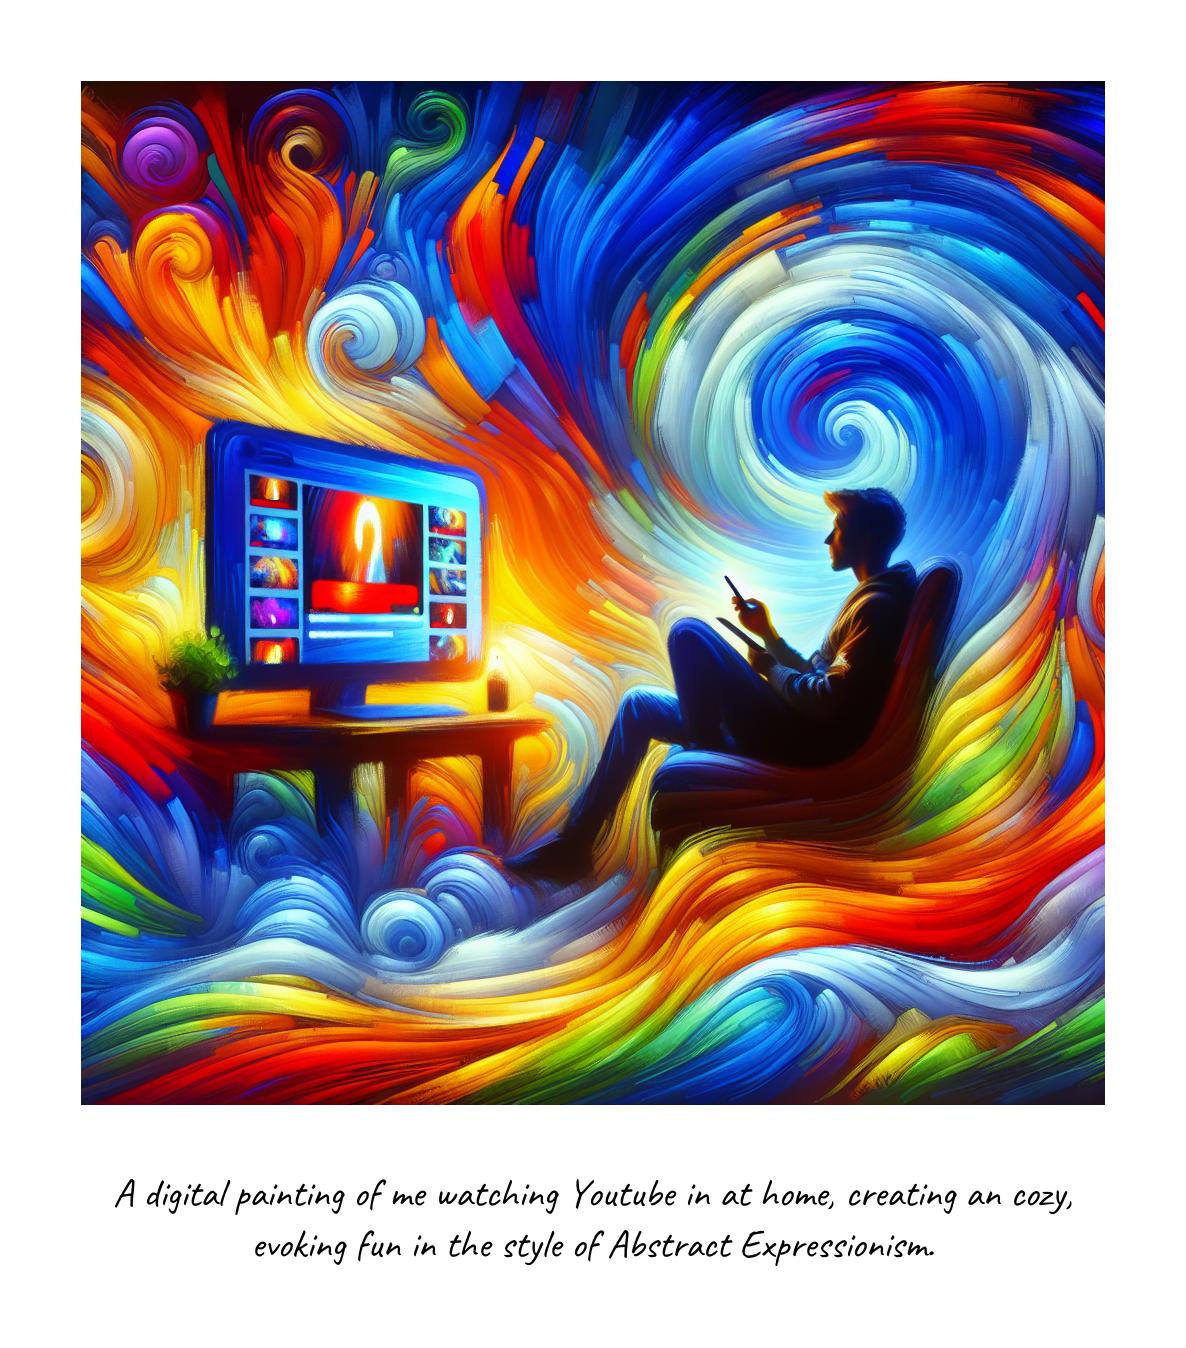 A digital painting of me watching Youtube in at home, creating an cozy,
evoking fun in the style of Abstract Expressionism.